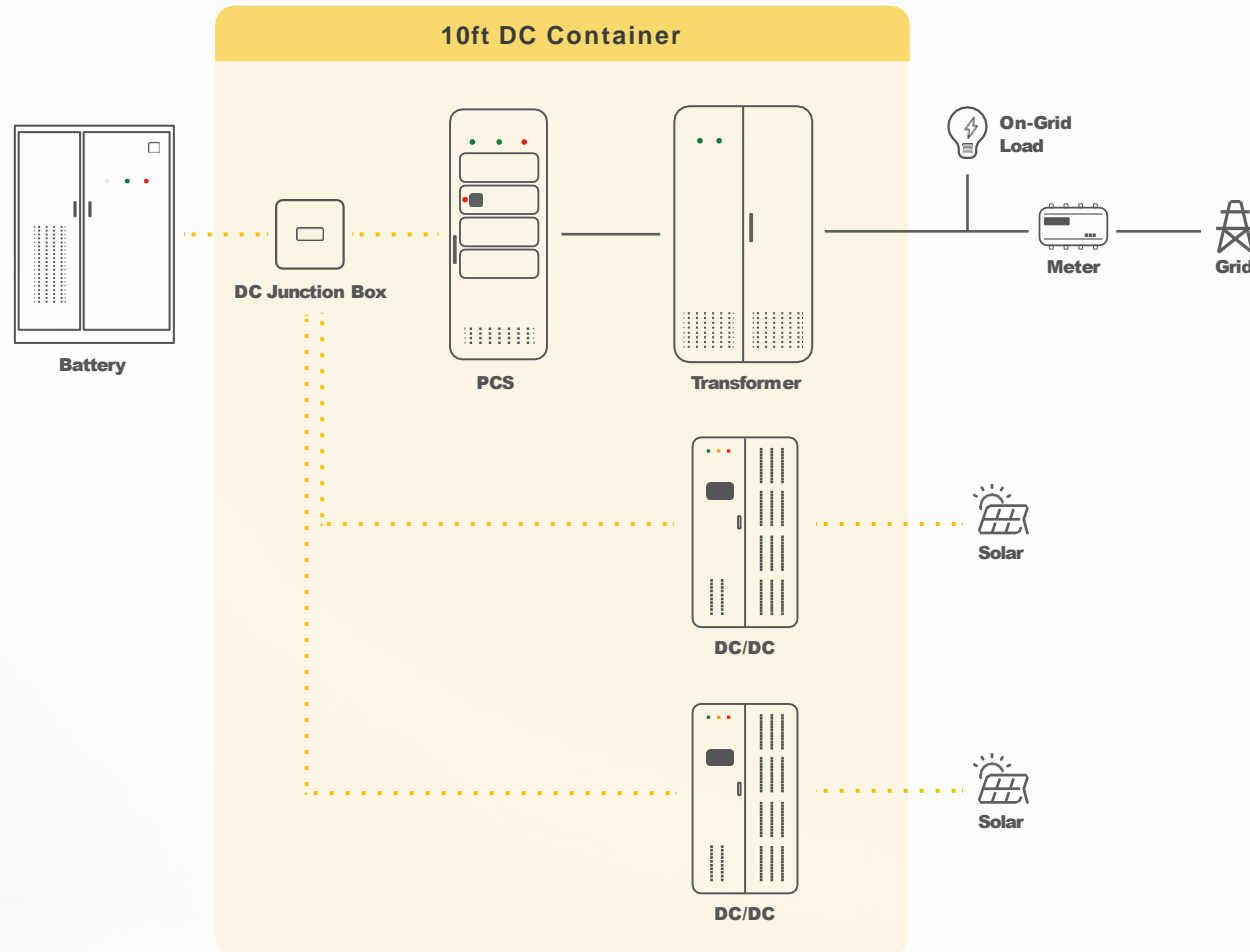 10ft DC Container
On-Grid
Load
Meter
Grid
DC Junction Box
Battery
PCS
Transformer
Solar
DC/DC
Solar
DC/DC